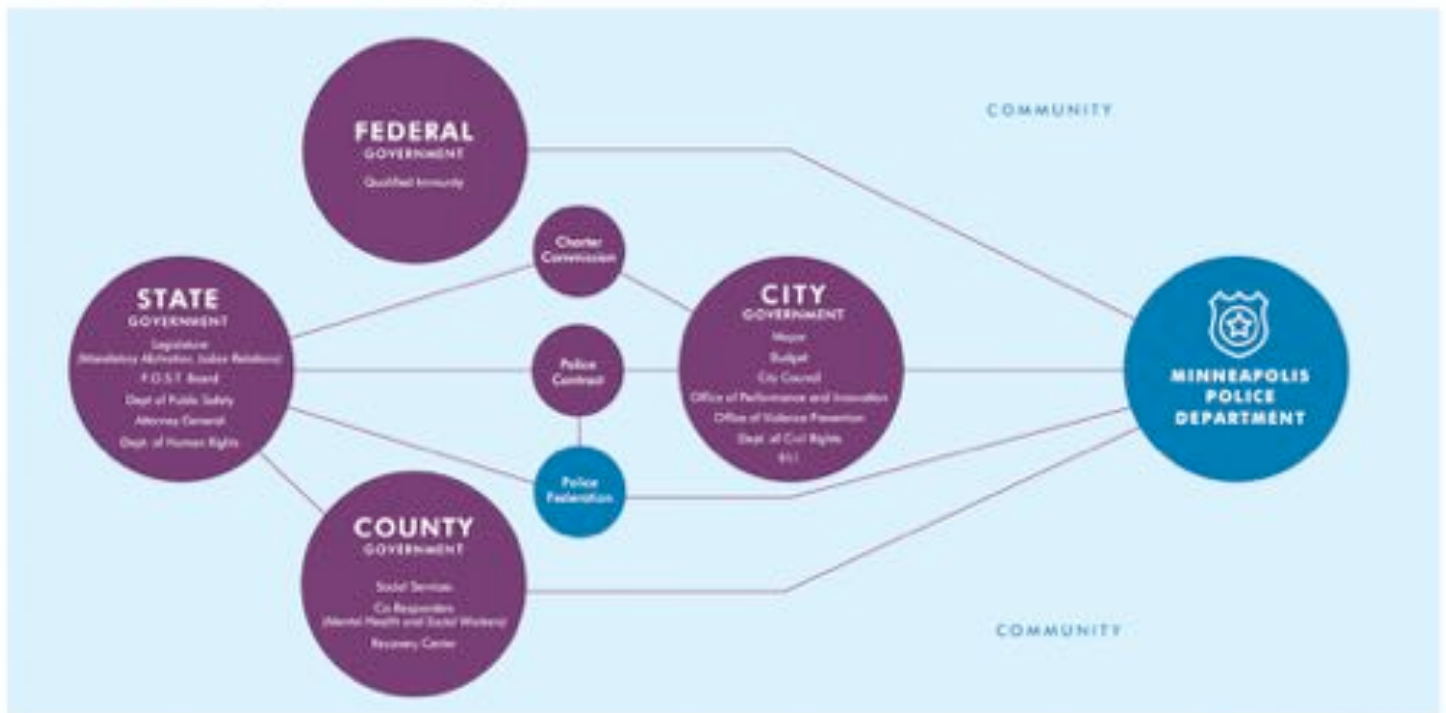 COMMUNITY
FEDERAL
GOVERNMENT
Qualified Immunity
Charter
Commission
STATE
GOVERNMENT
Legislature
(Mandatory Arbitration, Labor Relations)
P.O.S.T. Board
Dept of Public Safety
Attorney General
Dept. of Human Rights
Police
Contract
Police
Federation
CITY
GOVERNMENT
Mayor
Budget
City Council
Office of Performance and Innovation
Office of Violence Prevention
Dept. of Civil Rights
911
MINNEAPOLIS
POLICE
DEPARTMENT
COUNTY
GOVERNMENT
Social Services
Co-Responders
(Mental Health and Social Workers)
Recovery Center
COMMUNITY